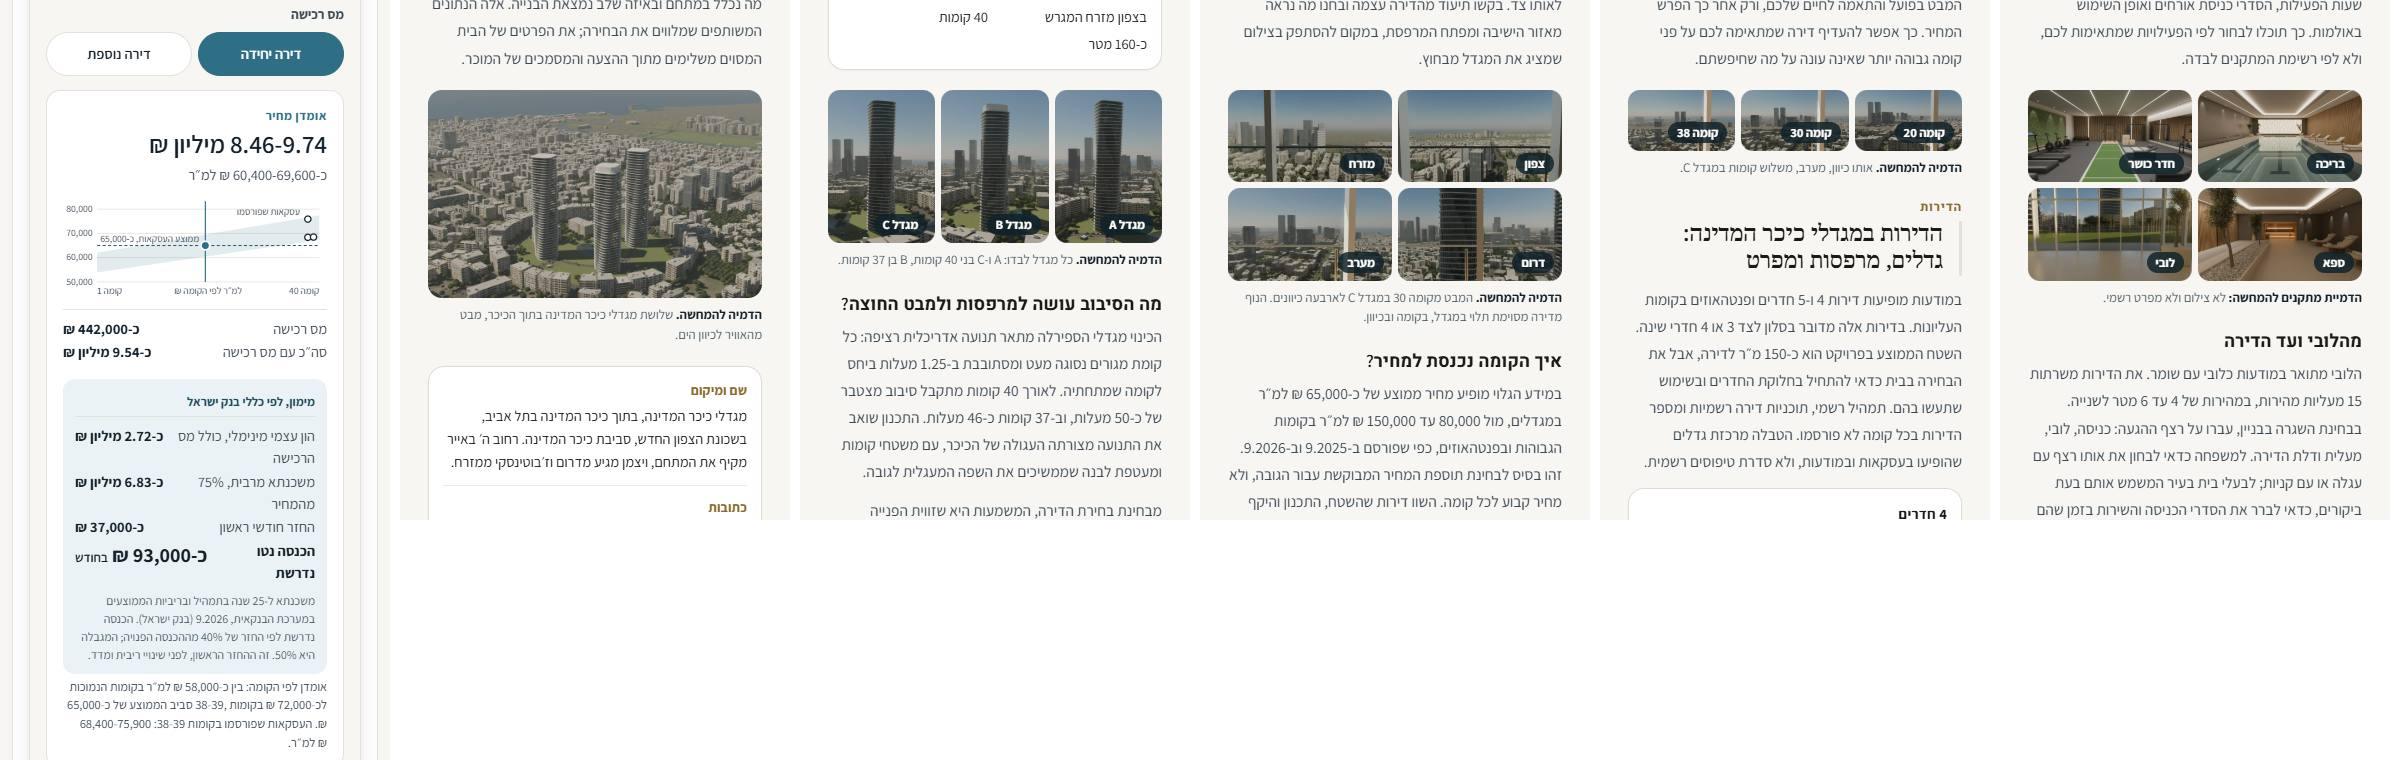 מס רכישה
דירה יחידה
דירה נוספת
אומדן מחיר
8.46-9.74 מיליון ₪
כ-60,400-69,600 ₪ למ״ר
80,000
70,000
60,000
50,000
עסקאות שפורסמו
ממוצע העסקאות, כ-65,000
קומה 1
למ״ר לפי הקומה ₪
קומה 40
מס רכישה
כ-442,000 ₪
סה״כ עם מס רכישה
כ-9.54 מיליון ₪
מימון, לפי כללי בנק ישראל
הון עצמי מינימלי, כולל מס הרכישה
כ-2.72 מיליון ₪
משכנתא מרבית, 75% מהמחיר
כ-6.83 מיליון ₪
החזר חודשי ראשון
כ-37,000 ₪
הכנסה נטו נדרשת
כ-93,000 ₪ בחודש
משכנתא ל-25 שנה בתמהיל ובריביות הממוצעים
במערכת הבנקאית, 9.2026 (בנק ישראל). הכנסה
נדרשת לפי החזר של 40% מההכנסה הפנויה; המגבלה
היא 50%. זה ההחזר הראשון, לפני שינויי ריבית ומדד.
אומדן לפי הקומה: בין כ-58,000 ₪ למ״ר בקומות הנמוכות
לכ-72,000 ₪ בקומות 38-39, סביב הממוצע של כ-65,000
₪. העסקאות שפורסמו בקומות 38-39: 68,400-75,900
₪ למ״ר.
מה נכלל במתחם ובאיזה שלב נמצאת הבנייה. אלה הנתונים
המשותפים שמלווים את הבחירה; את הפרטים של הבית
המסוים משלימים מתוך ההצעה והמסמכים של המוכר.
הדמיה להמחשה. שלושת מגדלי כיכר המדינה בתוך הכיכר, מבט
מהאוויר לכיוון הים.
שם ומיקום
מגדלי כיכר המדינה, בתוך כיכר המדינה בתל אביב,
בשכונת הצפון החדש, סביבת כיכר המדינה. רחוב ה׳ באייר
מקיף את המתחם, ויצמן מגיע מדרום וז׳בוטינסקי ממזרח.
כתובות
בצפון מזרח המגרש
40 קומות
כ-160 מטר
מגדל A
מגדל B
מגדל C
הדמיה להמחשה. כל מגדל לבדו: A ו-C בני 40 קומות, B בן 37 קומות.
מה הסיבוב עושה למרפסות ולמבט החוצה?
הכינוי מגדלי הספירלה מתאר תנועה אדריכלית רציפה: כל
קומת מגורים נסוגה מעט ומסתובבת ב-1.25 מעלות ביחס
לקומה שמתחתיה. לאורך 40 קומות מתקבל סיבוב מצטבר
של כ-50 מעלות, וב-37 קומות כ-46 מעלות. התכנון שואב
את התנועה מצורתה העגולה של הכיכר, עם משטחי קומות
ומעטפת לבנה שממשיכים את השפה המעגלית לגובה.
מבחינת בחירת הדירה, המשמעות היא שזווית הפנייה
לאותו צד. בקשו תיעוד מהדירה עצמה ובחנו מה נראה
מאזור הישיבה ומפתח המרפסת, במקום להסתפק בצילום
שמציג את המגדל מבחוץ.
צפון
מזרח
דרום
מערב
הדמיה להמחשה. המבט מקומה 30 במגדל C לארבעה כיוונים. הנוף
מדירה מסוימת תלוי במגדל, בקומה ובכיוון.
איך הקומה נכנסת למחיר?
במידע הגלוי מופיע מחיר ממוצע של כ-65,000 ₪ למ״ר
במגדלים, מול 80,000 עד 150,000 ₪ למ״ר בקומות
הגבוהות ובפנטהאוזים, כפי שפורסם ב-9.2025 וב-9.2026.
זהו בסיס לבחינת תוספת המחיר המבוקשת עבור הגובה, ולא
מחיר קבוע לכל קומה. השוו דירות שהשטח, התכנון והיקף
המבט בפועל והתאמה לחיים שלכם, ורק אחר כך הפרש
המחיר. כך אפשר להעדיף דירה שמתאימה לכם על פני
קומה גבוהה יותר שאינה עונה על מה שחיפשתם.
קומה 20
קומה 30
קומה 38
הדמיה להמחשה. אותו כיוון, מערב, משלוש קומות במגדל C.
הדירות
הדירות במגדלי כיכר המדינה:
גדלים, מרפסות ומפרט
במודעות מופיעות דירות 4 ו-5 חדרים ופנטהאוזים בקומות
העליונות. בדירות אלה מדובר בסלון לצד 3 או 4 חדרי שינה.
השטח הממוצע בפרויקט הוא כ-150 מ״ר לדירה, אבל את
הבחירה בבית כדאי להתחיל בחלוקת החדרים ובשימוש
שתעשו בהם. תמהיל רשמי, תוכניות דירה רשמיות ומספר
הדירות בכל קומה לא פורסמו. הטבלה מרכזת גדלים
שהופיעו בעסקאות ובמודעות, ולא סדרת טיפוסים רשמית.
4 חדרים
שעות הפעילות, הסדרי כניסת אורחים ואופן השימוש
באולמות. כך תוכלו לבחור לפי הפעילויות שמתאימות לכם,
ולא לפי רשימת המתקנים לבדה.
בריכה
חדר כושר
ספא
לובי
הדמיית מתקנים להמחשה: לא צילום ולא מפרט רשמי.
מהלובי ועד הדירה
הלובי מתואר במודעות כלובי עם שומר. את הדירות משרתות
15 מעליות מהירות, במהירות של 4 עד 6 מטר לשנייה.
בבחינת השגרה בבניין, עברו על רצף ההגעה: כניסה, לובי,
מעלית ודלת הדירה. למשפחה כדאי לבחון את אותו רצף עם
עגלה או עם קניות; לבעלי בית בעיר המשמש אותם בעת
ביקורים, כדאי לברר את הסדרי הכניסה והשירות בזמן שהם